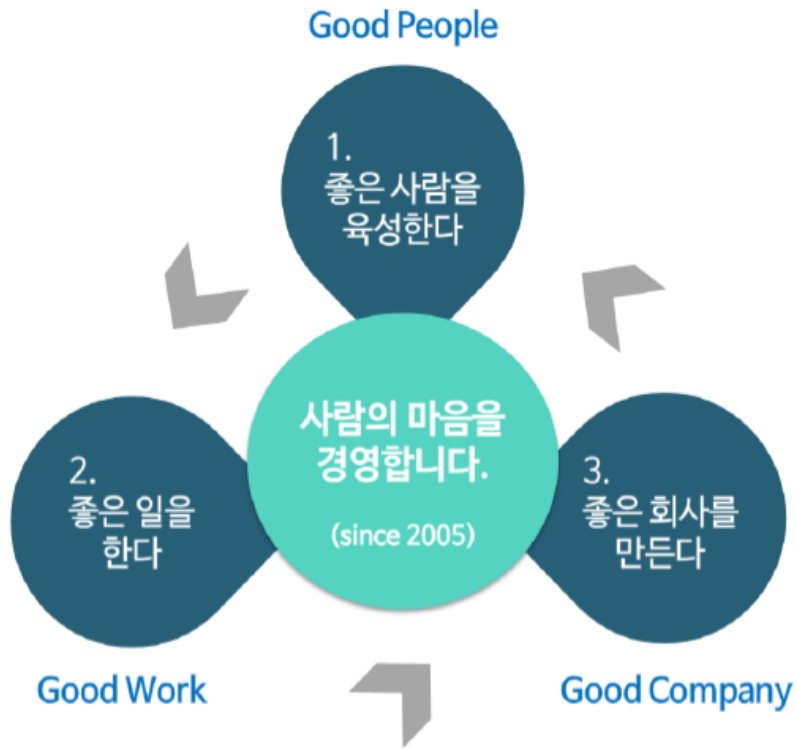 Good People
1.
좋은 사람을
육성한다
사람의 마음을
경영합니다.
(since 2005)
2.
좋은 일을
한다
3.
좋은 회사를
만든다
Good Work
Good Company